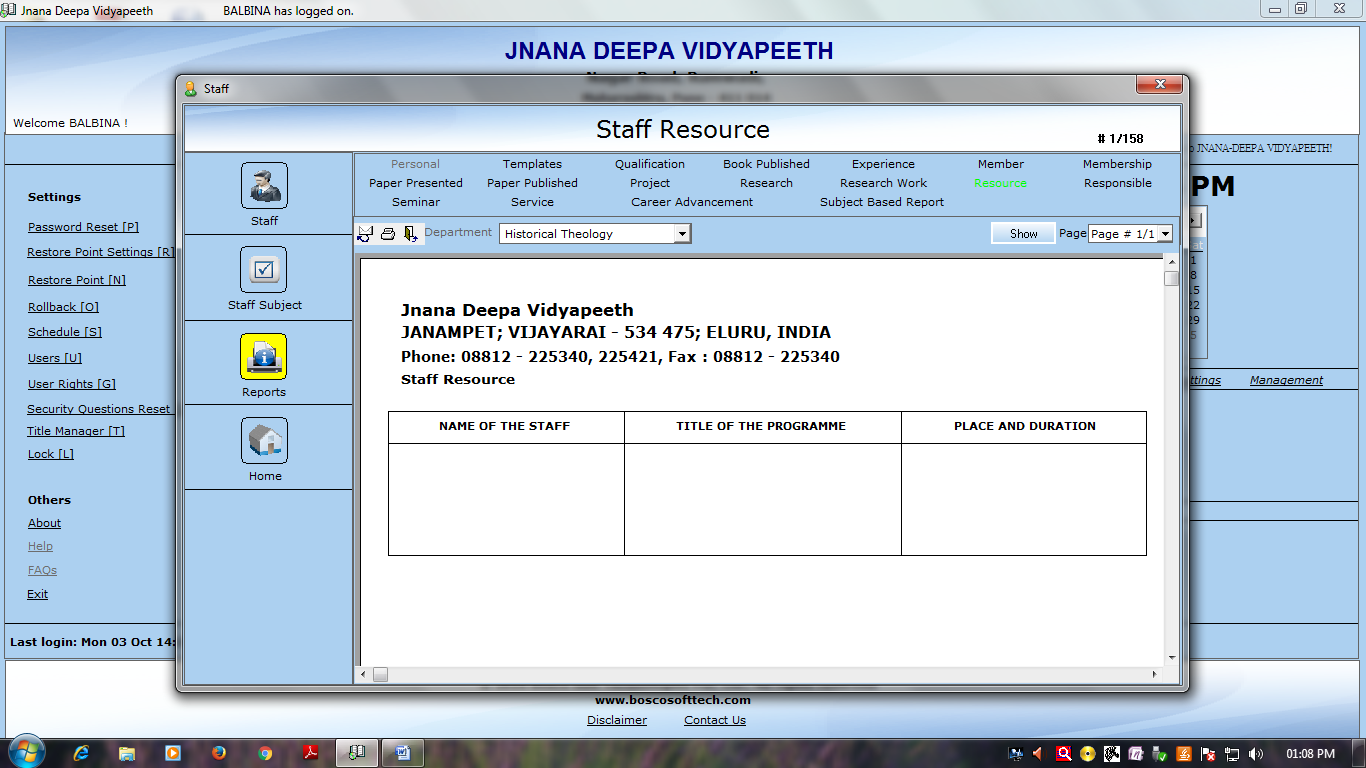 Jnana Deepa Vidyapeeth BALBINA has logged on.
JNANA DEEPA VIDYAPEETH
Welcome BALBINA !
JNANA-DEEPA VIDYAPEETH!
Staff
Staff Resource
# 1/158
Settings
Password Reset [P]
Restore Point Settings [R]
Restore Point [N]
Rollback [O]
Schedule [S]
Users [U]
User Rights [G]
Security Questions Reset
Title Manager [T]
Lock [L]
Others
About
Help
FAQs
Exit
Last login: Mon 03 Oct 14:
Staff
Staff Subject
Reports
Home
Personal Templates Qualification Book Published Experience Member Membership
Paper Presented Paper Published Project Research Research Work Resource Responsible
Seminar Service Career Advancement Subject Based Report
Department Historical Theology Show Page Page # 1/1
Jnana Deepa Vidyapeeth
JANAMPET; VIJAYARAI - 534 475; ELURU, INDIA
Phone: 08812 - 225340, 225421, Fax : 08812 - 225340
Staff Resource
NAME OF THE STAFF TITLE OF THE PROGRAMME PLACE AND DURATION
PM
1
8
15
22
29
5
Management
www.boscosofttech.com
Disclaimer Contact Us
01:08 PM